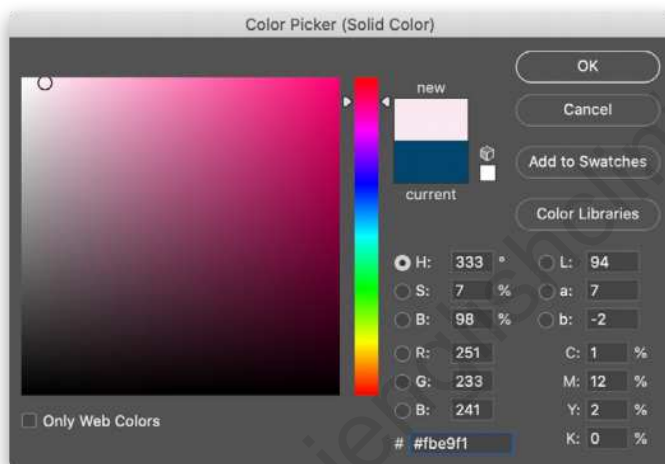 Color Picker (Solid Color)
new
current
OK
Cancel
Add to Swatches
Color Libraries
H: 333 °
S: 7 %
B: 98 %
R: 251
G: 233
B: 241
# #fbe9f1
L: 94
a: 7
b: -2
C: 1 %
M: 12 %
Y: 2 %
K: 0 %
Only Web Colors